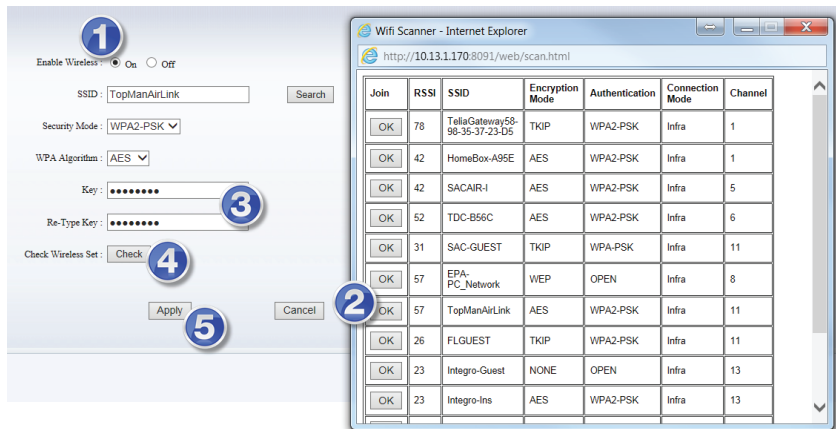 1
Enable Wireless : On Off
SSID : TopManAirLink Search
Security Mode : WPA2-PSK
WPA Algorithm : AES
Key : ●●●●●●●●
3
Re-Type Key : ●●●●●●●●
Check Wireless Set : Check
4
Apply Cancel
5
2
Wifi Scanner - Internet Explorer
http://10.13.1.170:8091/web/scan.html
Join RSSI SSID Encryption Mode Authentication Connection Mode Channel
OK 78 TeliaGateway58-98-35-37-23-D5 TKIP WPA2-PSK Infra 1
OK 42 HomeBox-A95E AES WPA2-PSK Infra 1
OK 42 SACAIR-I AES WPA2-PSK Infra 5
OK 52 TDC-B56C AES WPA2-PSK Infra 6
OK 31 SAC-GUEST TKIP WPA-PSK Infra 11
OK 57 EPA-PC_Network WEP OPEN Infra 8
OK 57 TopManAirLink AES WPA2-PSK Infra 11
OK 26 FLGUEST TKIP WPA2-PSK Infra 11
OK 23 Integro-Guest NONE OPEN Infra 13
OK 23 Integro-Ins AES WPA2-PSK Infra 13